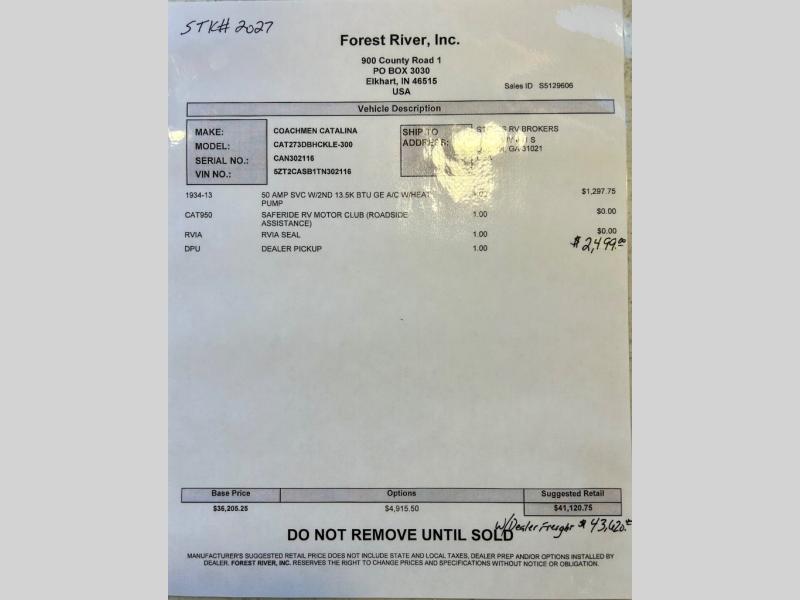 STK# 2027
Forest River, Inc.
900 County Road 1
PO BOX 3030
Elkhart, IN 46515
USA
Sales ID S5129606
Vehicle Description
MAKE: COACHMEN CATALINA
MODEL: CAT273DBHCKLE-300
SERIAL NO.: CAN302116
VIN NO.: 5ZT2CASB1TN302116
SHIP TO
ADDRESS:
RV BROKERS
S
GA 31021
1934-13 50 AMP SVC W/2ND 13.5K BTU GE A/C W/HEAT $1,297.75
PUMP
CAT950 SAFERIDE RV MOTOR CLUB (ROADSIDE 1.00 $0.00
ASSISTANCE)
RVIA RVIA SEAL 1.00 $0.00
DPU DEALER PICKUP 1.00 $2,499.00
Base Price Options Suggested Retail
$36,205.25 $4,915.50 $41,120.75
W/Dealer Freight $43,620.00
DO NOT REMOVE UNTIL SOLD
MANUFACTURER'S SUGGESTED RETAIL PRICE DOES NOT INCLUDE STATE AND LOCAL TAXES, DEALER PREP AND/OR OPTIONS INSTALLED BY
DEALER. FOREST RIVER, INC. RESERVES THE RIGHT TO CHANGE PRICES AND SPECIFICATIONS WITHOUT NOTICE OR OBLIGATION.